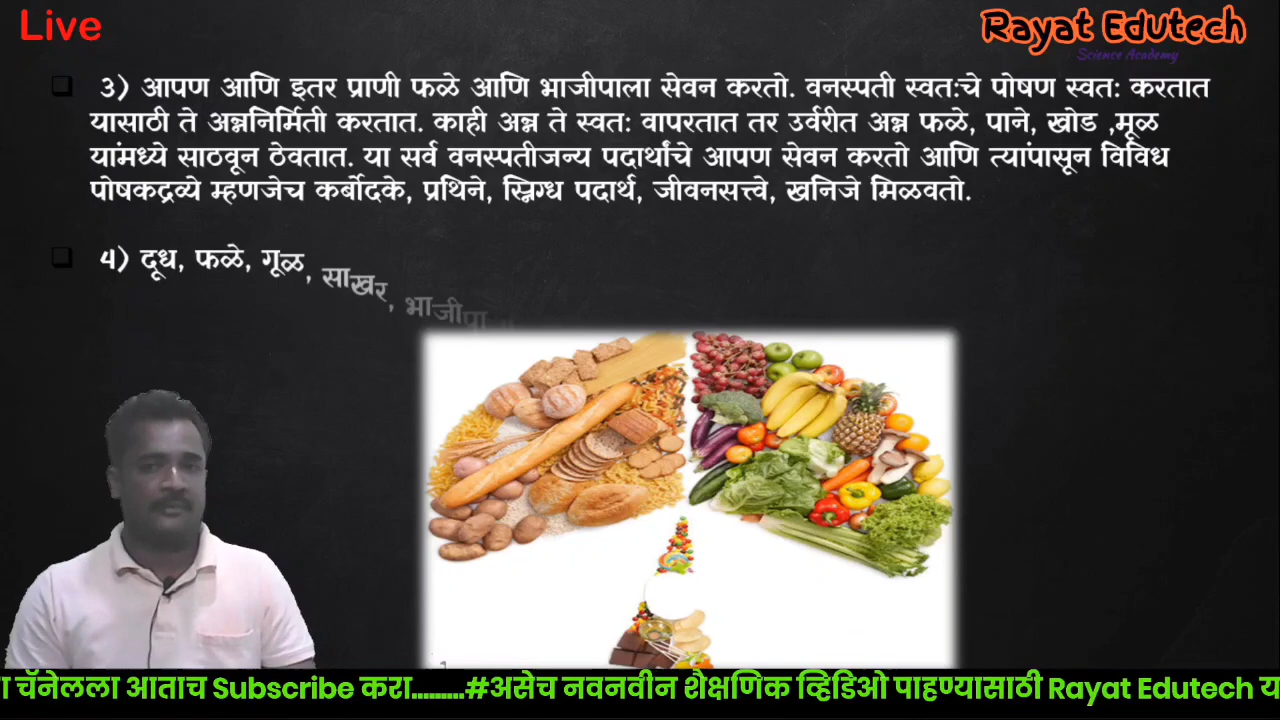 Live
Rayat Edutech
Science Academy
3) आपण आणि इतर प्राणी फळे आणि भाजीपाला सेवन करतो. वनस्पती स्वतःचे पोषण स्वतः करतात
यासाठी ते अन्ननिर्मिती करतात. काही अन्न ते स्वतः वापरतात तर उर्वरीत अन्न फळे, पाने, खोड ,मूळ
यांमध्ये साठवून ठेवतात. या सर्व वनस्पतीजन्य पदार्थांचे आपण सेवन करतो आणि त्यांपासून विविध
पोषकद्रव्ये म्हणजेच कर्बोदके, प्रथिने, स्निग्ध पदार्थ, जीवनसत्त्वे, खनिजे मिळवतो.
4) दूध, फळे, गूळ, साखर,
चॅनेलला आताच Subscribe करा.........#असेच नवनवीन शैक्षणिक व्हिडिओ पाहण्यासाठी Rayat Edutech